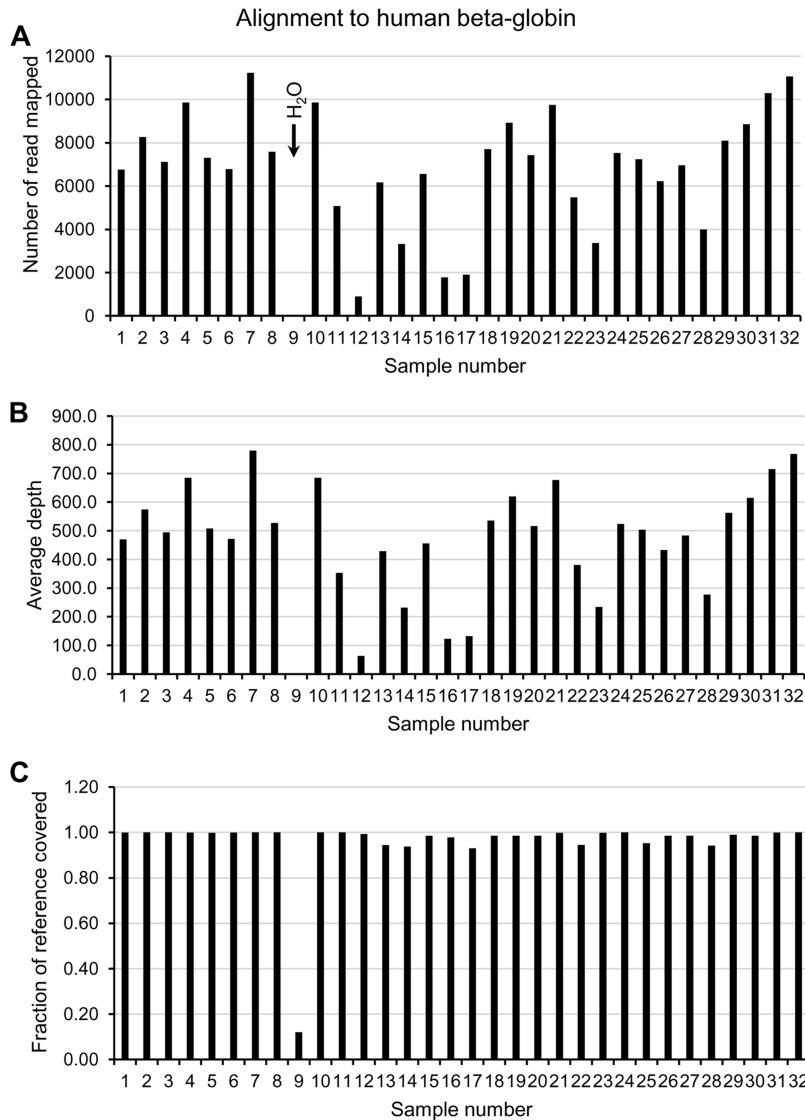 Alignment to human beta-globin
A
Number of read mapped
12000
10000
8000
6000
4000
2000
0
H₂O
1 2 3 4 5 6 7 8 9 10 11 12 13 14 15 16 17 18 19 20 21 22 23 24 25 26 27 28 29 30 31 32
Sample number
B
Average depth
900.0
800.0
700.0
600.0
500.0
400.0
300.0
200.0
100.0
0.0
1 2 3 4 5 6 7 8 9 10 11 12 13 14 15 16 17 18 19 20 21 22 23 24 25 26 27 28 29 30 31 32
Sample number
C
Fraction of reference covered
1.20
1.00
0.80
0.60
0.40
0.20
0.00
1 2 3 4 5 6 7 8 9 10 11 12 13 14 15 16 17 18 19 20 21 22 23 24 25 26 27 28 29 30 31 32
Sample number